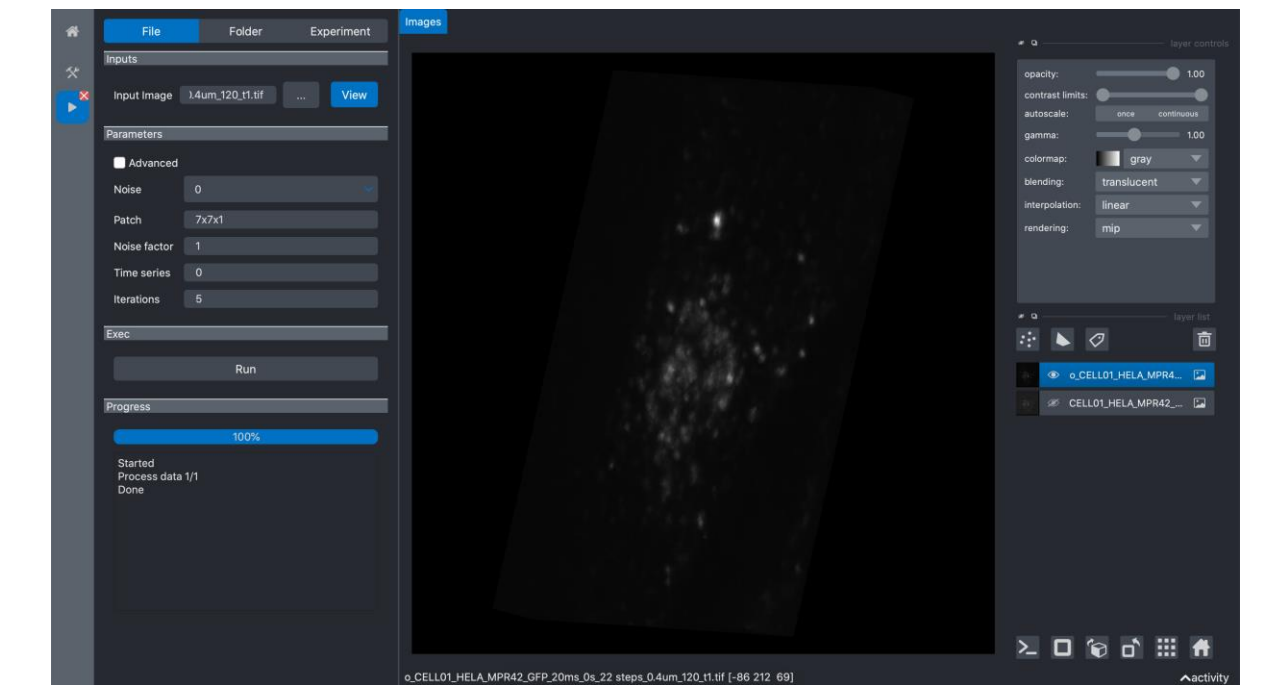 File Folder Experiment
Inputs
Input Image ).4um_120_t1.tif ... View
Parameters
Advanced
Noise 0
Patch 7x7x1
Noise factor 1
Time series 0
Iterations 5
Exec
Run
Progress
100%
Started
Process data 1/1
Done
Images
layer controls
opacity: 1.00
contrast limits:
autoscale: once continuous
gamma: 1.00
colormap: gray
blending: translucent
interpolation: linear
rendering: mip
layer list
o_CELL01_HELA_MPR4...
CELL01_HELA_MPR42_...
o_CELL01_HELA_MPR42_GFP_20ms_0s_22 steps_0.4um_120_t1.tif [-86 212 69]
activity